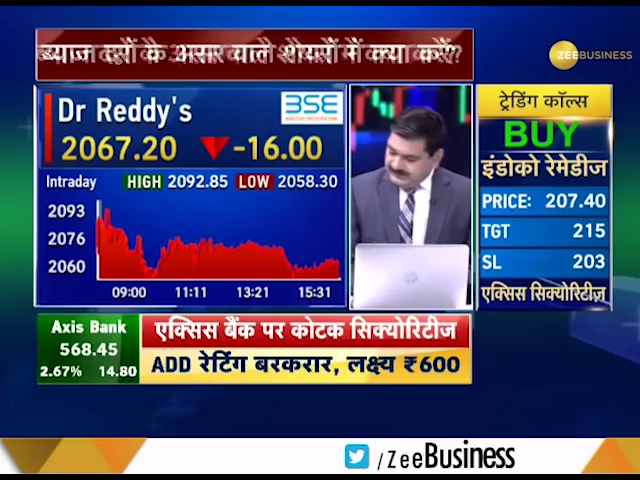 ब्याज दरों के असर वाले शेयरों में क्या करें?
ZEE BUSINESS
Dr Reddy's
BSE
2067.20 -16.00
Intraday HIGH 2092.85 LOW 2058.30
2093
2076
2060
09:00 11:11 13:21 15:31
ट्रेडिंग कॉल्स
BUY
इंडोको रेमेडीज
PRICE: 207.40
TGT 215
SL 203
एक्सिस सिक्योरिटीज़
Axis Bank
568.45
2.67% 14.80
एक्सिस बैंक पर कोटक सिक्योरिटीज
ADD रेटिंग बरकरार, लक्ष्य ₹600
/ZeeBusiness